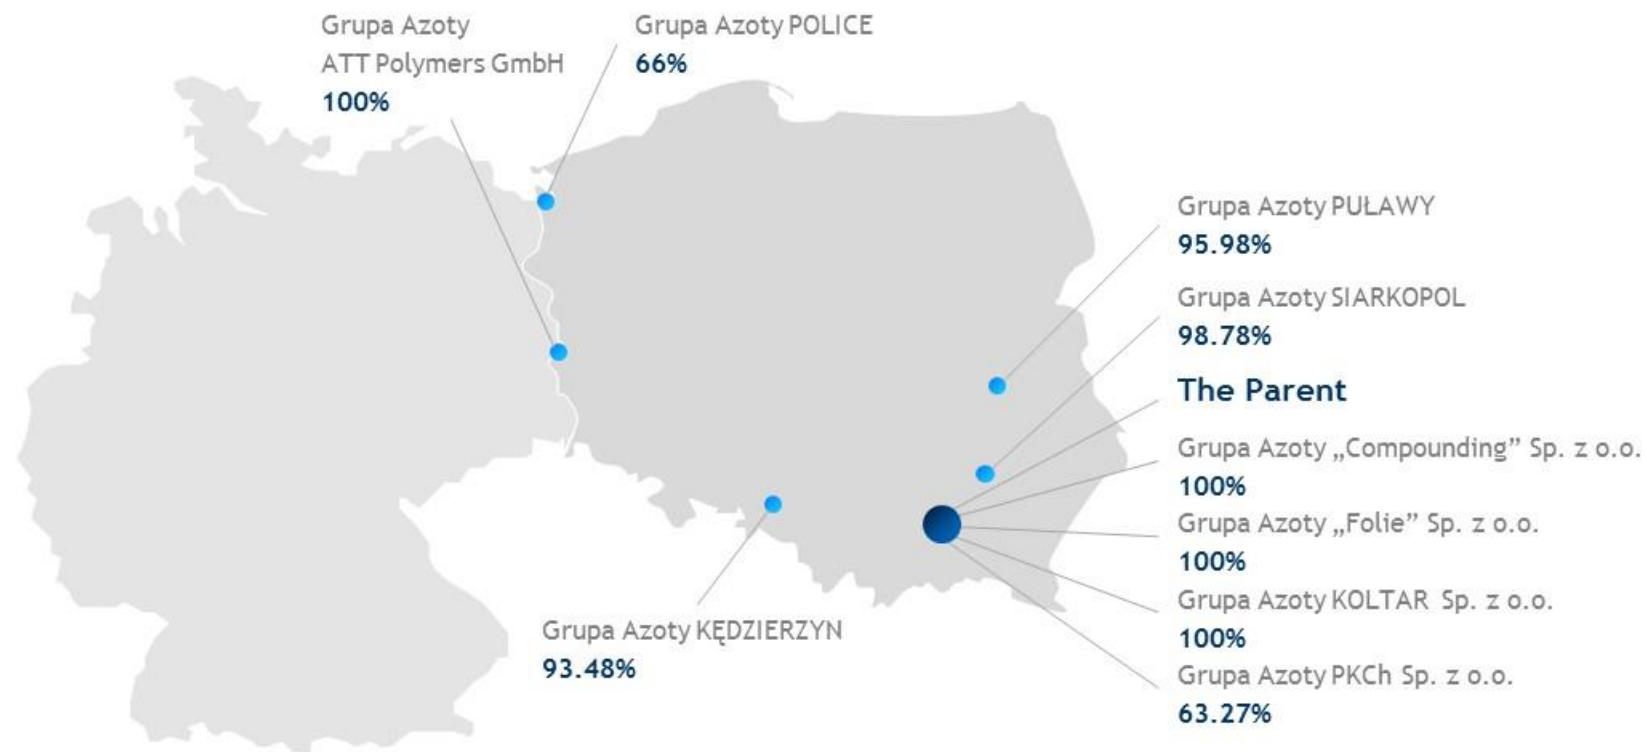 Grupa Azoty
ATT Polymers GmbH
100%
Grupa Azoty POLICE
66%
Grupa Azoty PUŁAWY
95.98%
Grupa Azoty SIARKOPOL
98.78%
The Parent
Grupa Azoty „Compounding” Sp. z o.o.
100%
Grupa Azoty „Folie” Sp. z o.o.
100%
Grupa Azoty KOLTAR Sp. z o.o.
100%
Grupa Azoty PKCh Sp. z o.o.
63.27%
Grupa Azoty KĘDZIERZYN
93.48%